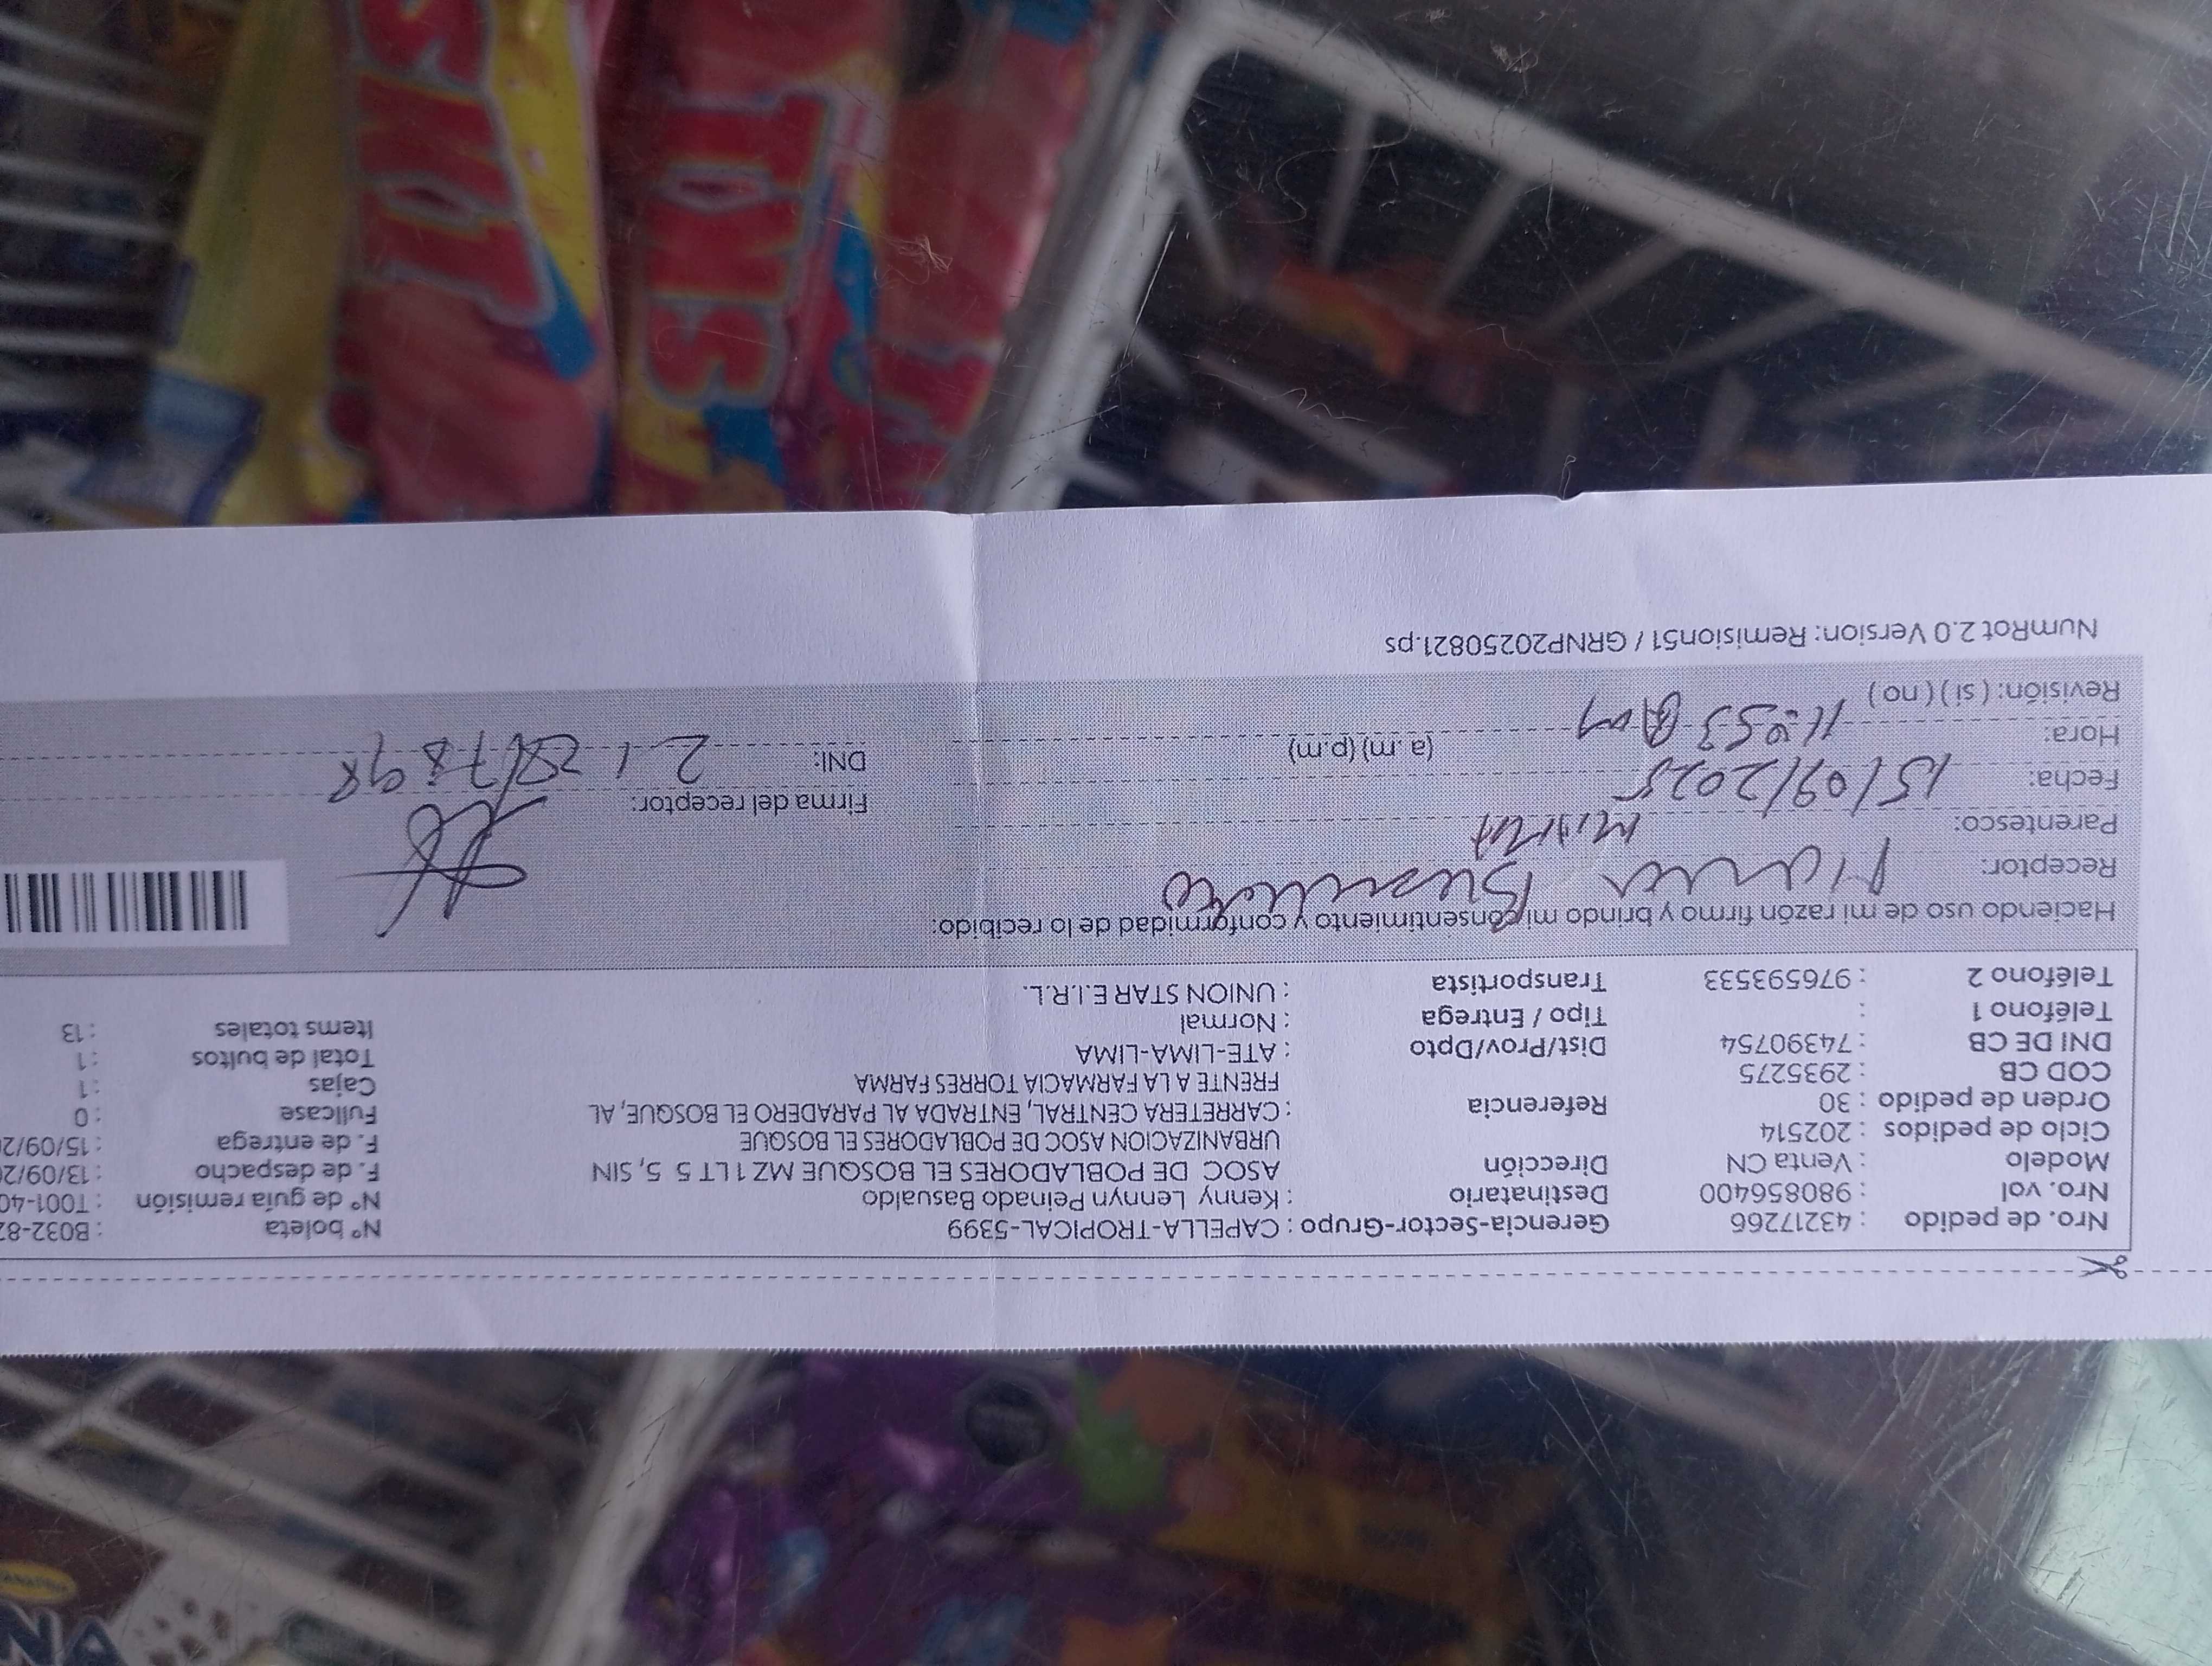 Nro. de pedido : 43217266 Gerencia-Sector-Grupo : CAPELLA-TROPICAL-5399 Nº boleta : B032-82
Nro. vol : 980856400 Destinatario : Kenny Lennyn Peinado Basualdo Nº de guía remisión : T001-40
Modelo : Venta CN Dirección ASOC DE POBLADORES EL BOSQUE MZ 1 LT 5 5, SIN F. de despacho : 13/09/20
Ciclo de pedidos : 202514 URBANIZACION ASOC DE POBLADORES EL BOSQUE F. de entrega : 15/09/20
Orden de pedido : 30 Referencia : CARRETERA CENTRAL, ENTRADA AL PARADERO EL BOSQUE, AL Fullcase : 0
COD CB : 2935275 FRENTE A LA FARMACIA TORRES FARMA Cajas : 1
DNI DE CB : 74390754 Dist/Prov/Dpto : ATE-LIMA-LIMA Total de bultos : 1
Teléfono 1 : Tipo / Entrega : Normal Items totales : 13
Teléfono 2 : 976593533 Transportista : UNION STAR E.I.R.L.
Haciendo uso de mi razón firmo y brindo mi consentimiento y conformidad de lo recibido:
Receptor: Maria
Parentesco:
Fecha: 15/09/2025 Firma del receptor:
Hora: 11:53 am (a.m) (p.m) DNI:
Revisión: ( si ) ( no )
NumRot 2.0 Version: Remision51 / GRNP20250821.ps